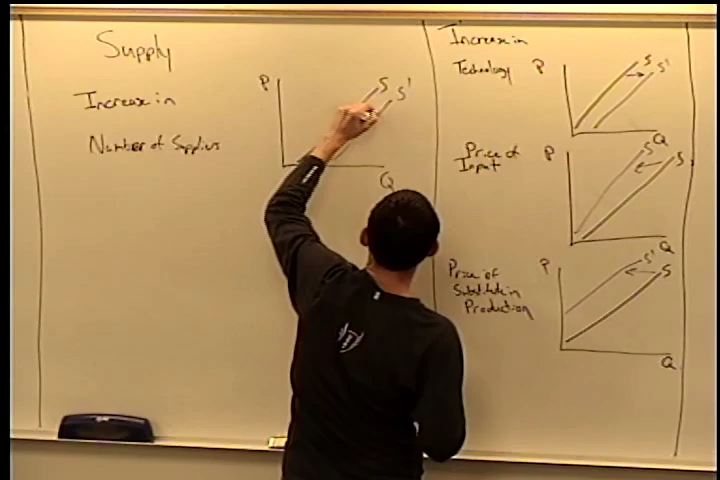 Supply
Increase in
Number of Suppliers
P
S
S'
Q
Increase in
Technology
P
S
S'
Q
Price of
Input
P
S'
S
Q
Price of
Substitute in
Production
P
S'
S
Q